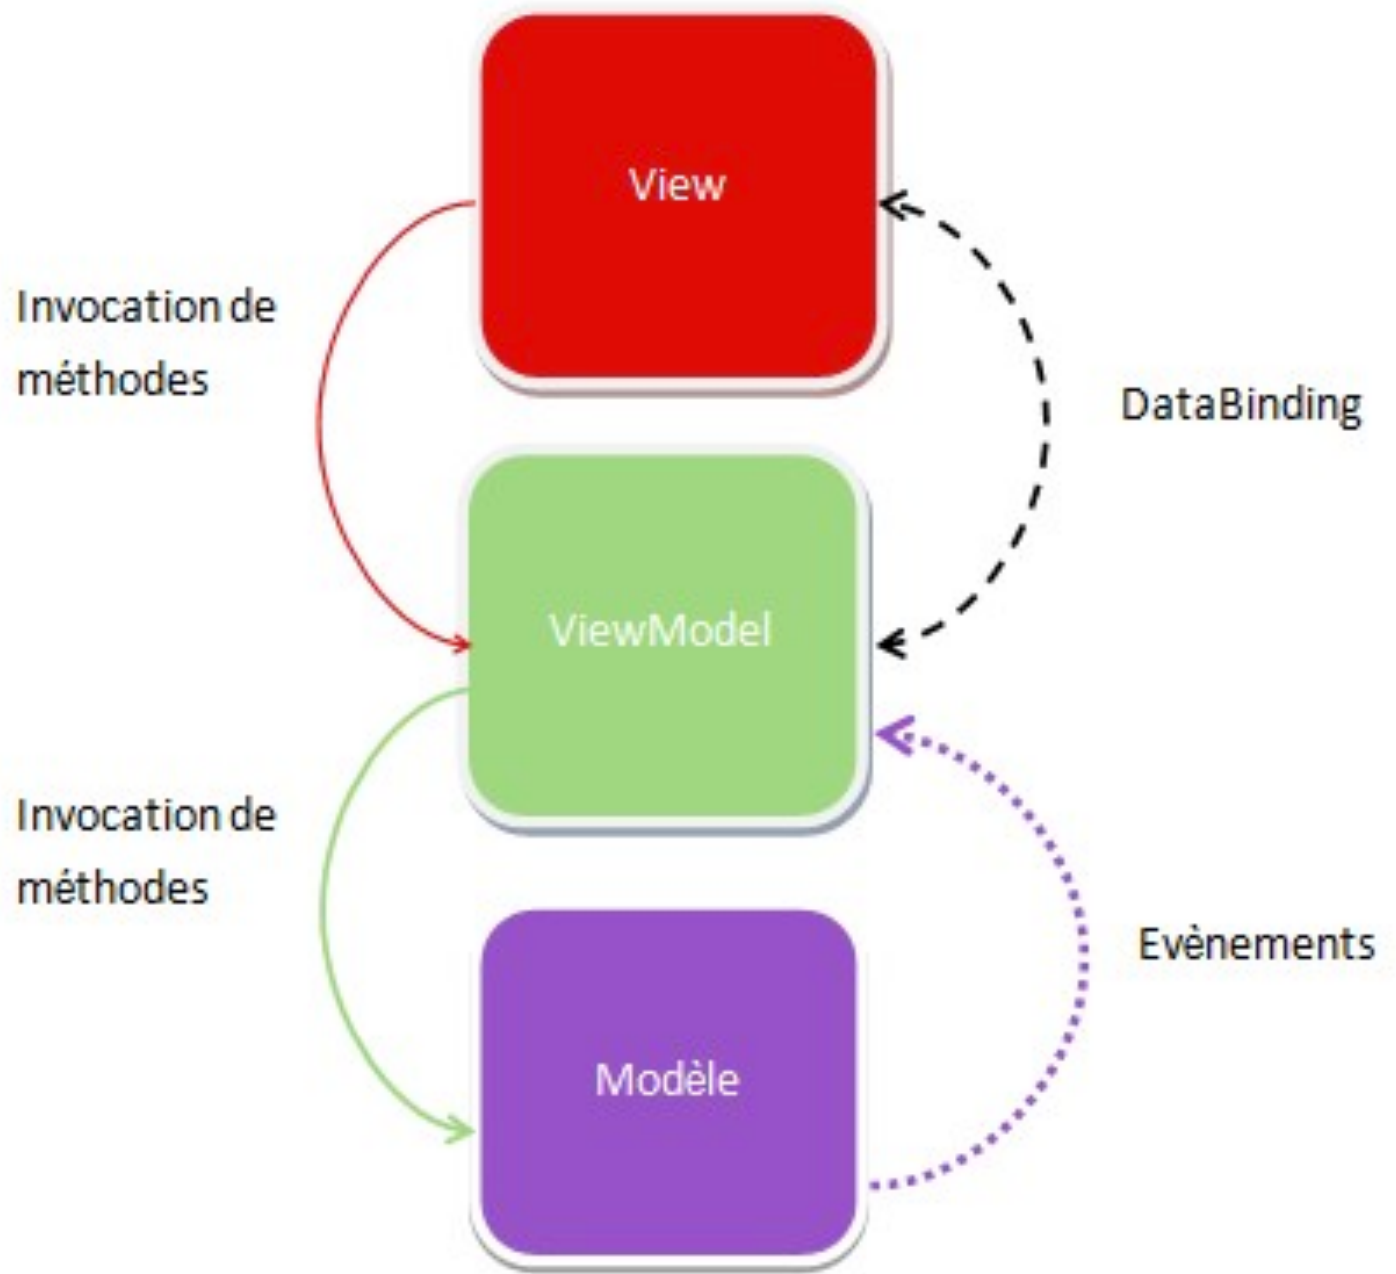 View
Invocation de
méthodes
DataBinding
ViewModel
Invocation de
méthodes
Evènements
Modèle